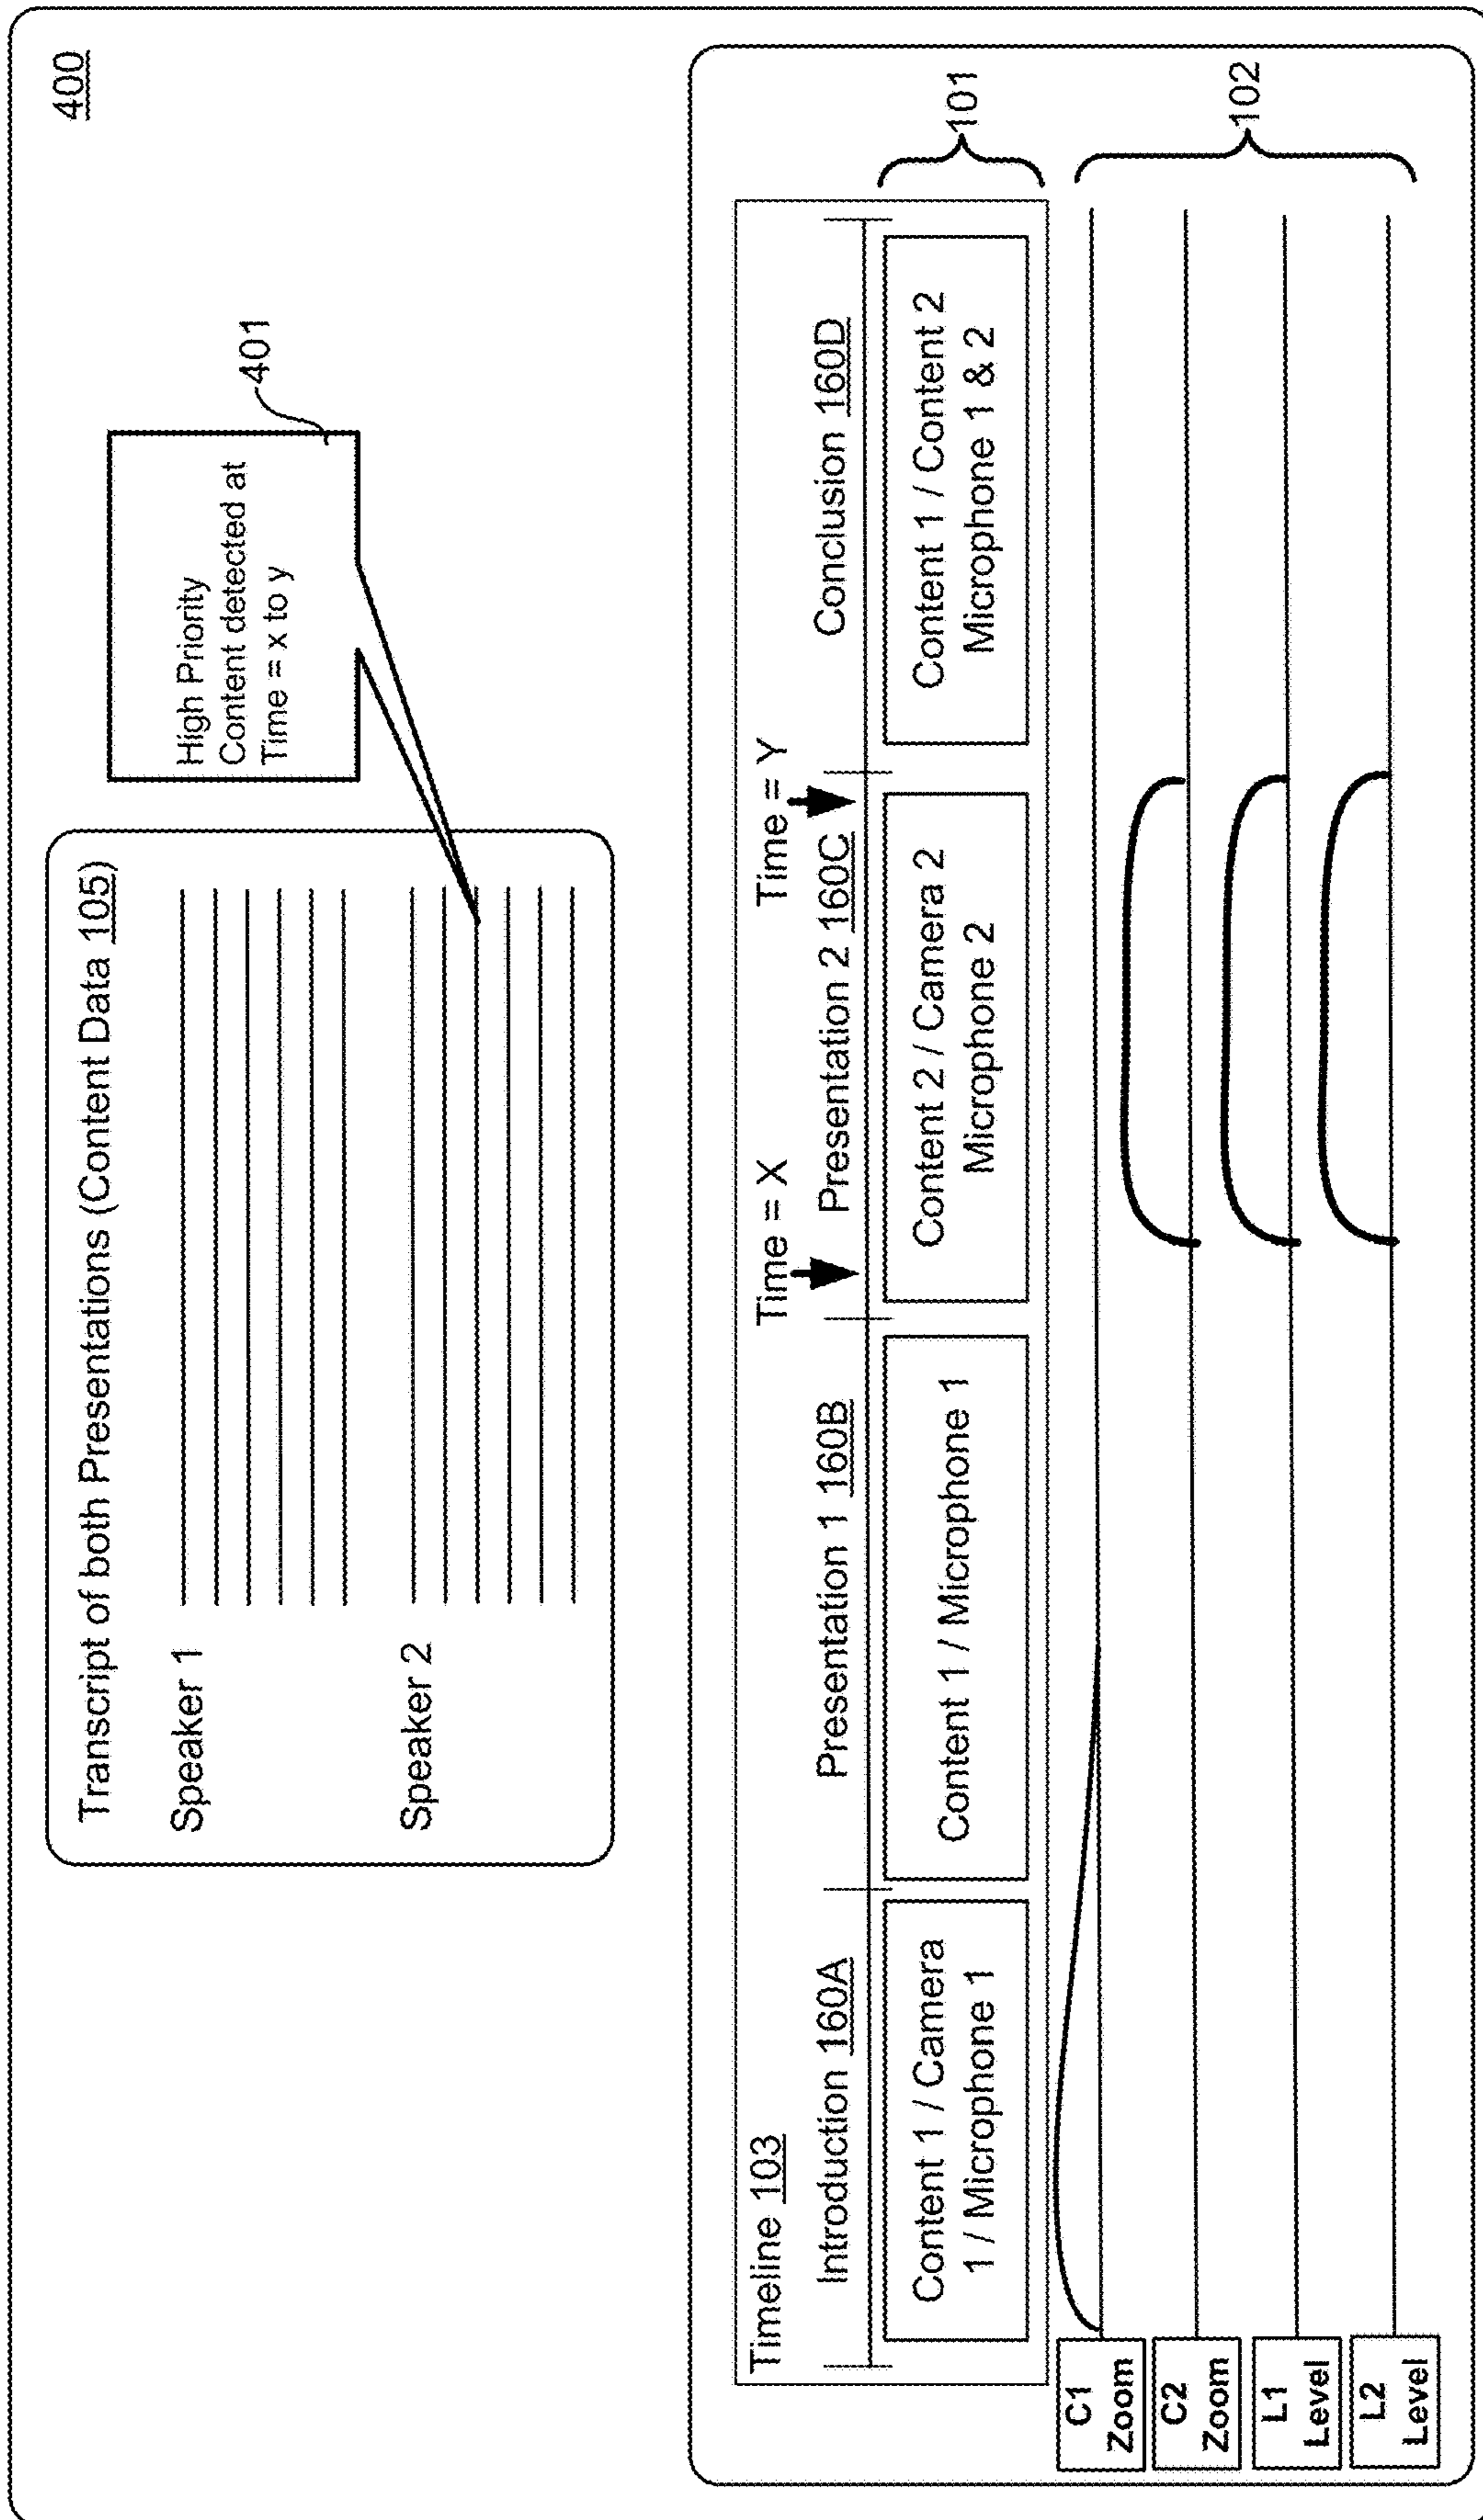 400
Transcript of both Presentations (Content Data 105)
Speaker 1
Speaker 2
High Priority
Content detected at
Time = x to y
401
Timeline 103
Time = X
Time = Y
Introduction 160A
Presentation 1 160B
Presentation 2 160C
Conclusion 160D
Content 1 / Camera
1 / Microphone 1
Content 1 / Microphone 1
Content 2 / Camera 2
Microphone 2
Content 1 / Content 2
Microphone 1 & 2
101
C1
Zoom
C2
Zoom
L1
Level
L2
Level
102